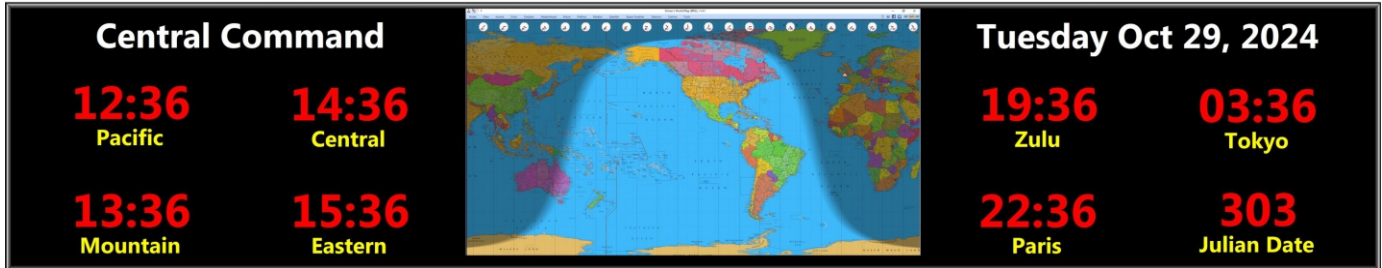 Central Command
12:36
Pacific
14:36
Central
13:36
Mountain
15:36
Eastern
Tuesday Oct 29, 2024
19:36
Zulu
03:36
Tokyo
22:36
Paris
303
Julian Date